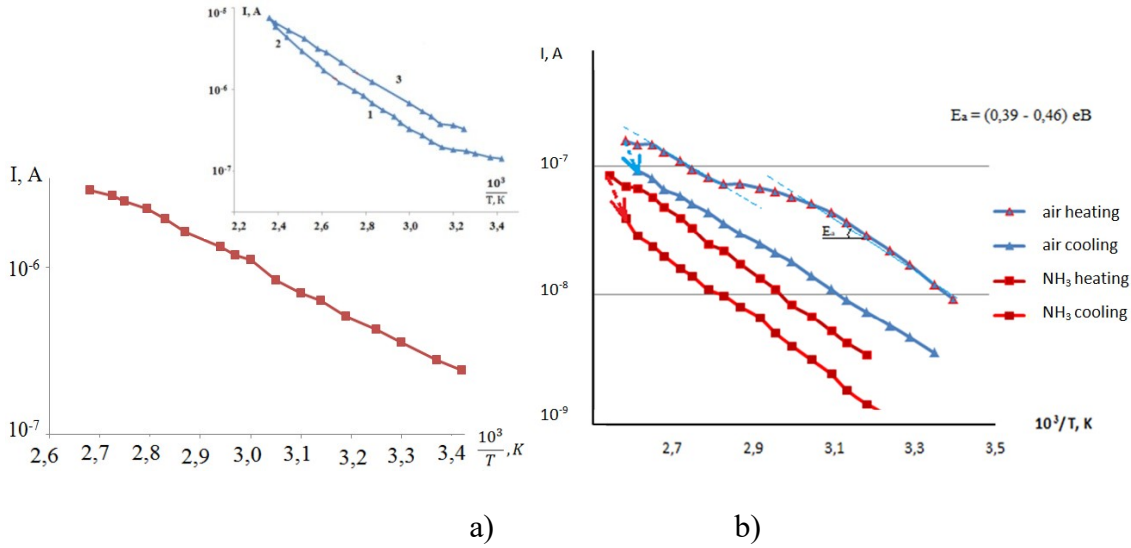 I, A
10⁻⁵
10⁻⁶
10⁻⁷
2
3
1
2,2
2,4
2,6
2,8
3,0
3,2
3,4
3,6
10³
T, K
I, A
10⁻⁶
10⁻⁷
2,6
2,7
2,8
2,9
3,0
3,1
3,2
3,3
3,4
10³
T , K
a)
I, A
Eₐ = (0,39 - 0,46) eB
10⁻⁷
10⁻⁸
10⁻⁹
Eₐ
air heating
air cooling
NH₃ heating
NH₃ cooling
10³/T, K
2,7
2,9
3,1
3,3
3,5
b)